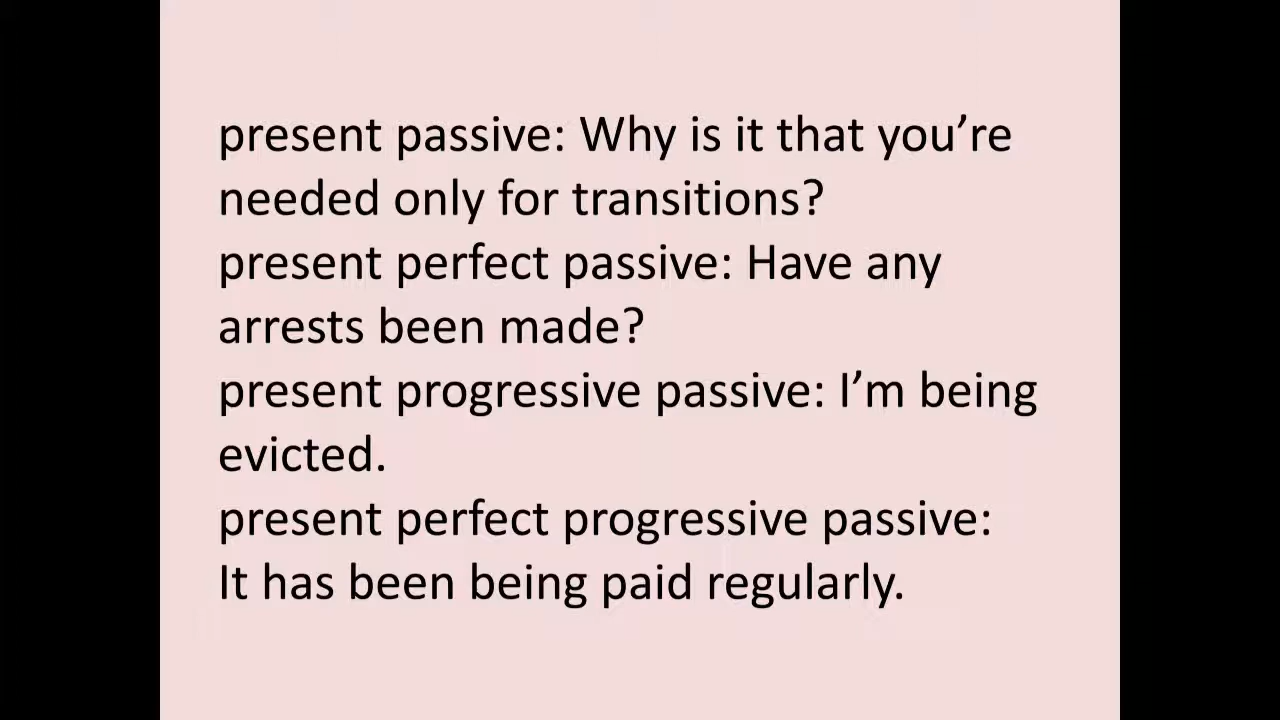 present passive: Why is it that you’re
needed only for transitions?
present perfect passive: Have any
arrests been made?
present progressive passive: I’m being
evicted.
present perfect progressive passive:
It has been being paid regularly.